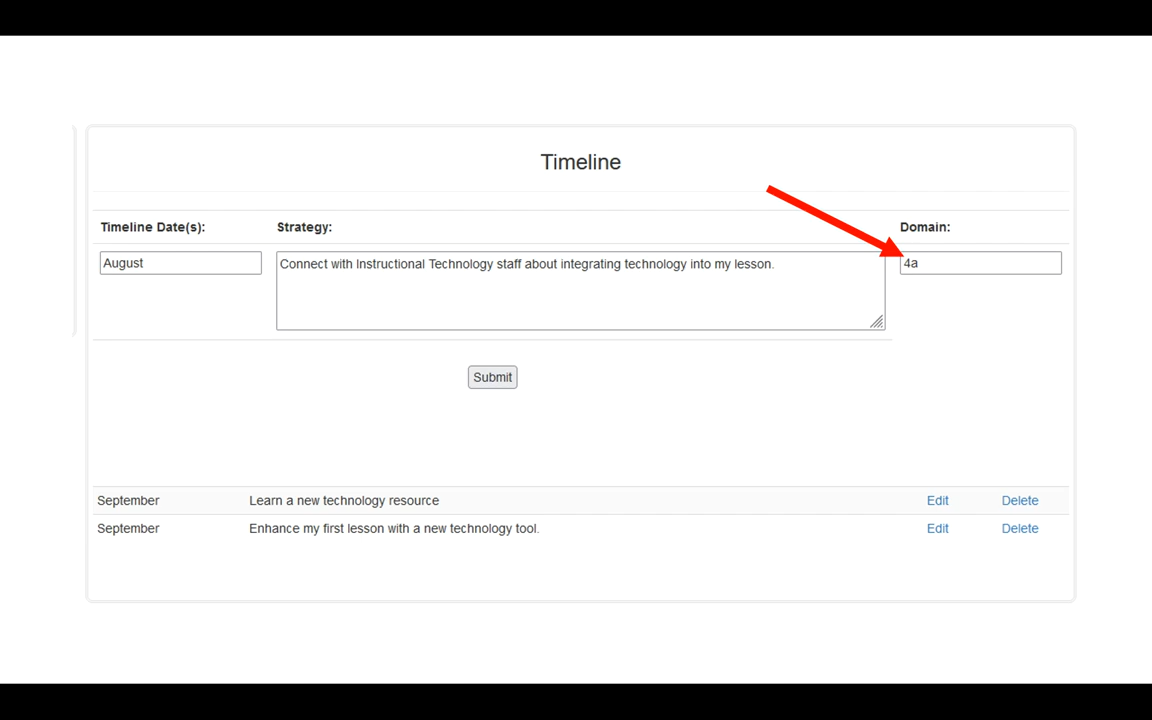 Timeline
Timeline Date(s): Strategy: Domain:
August Connect with Instructional Technology staff about integrating technology into my lesson. 4a
Submit
September Learn a new technology resource Edit Delete
September Enhance my first lesson with a new technology tool. Edit Delete